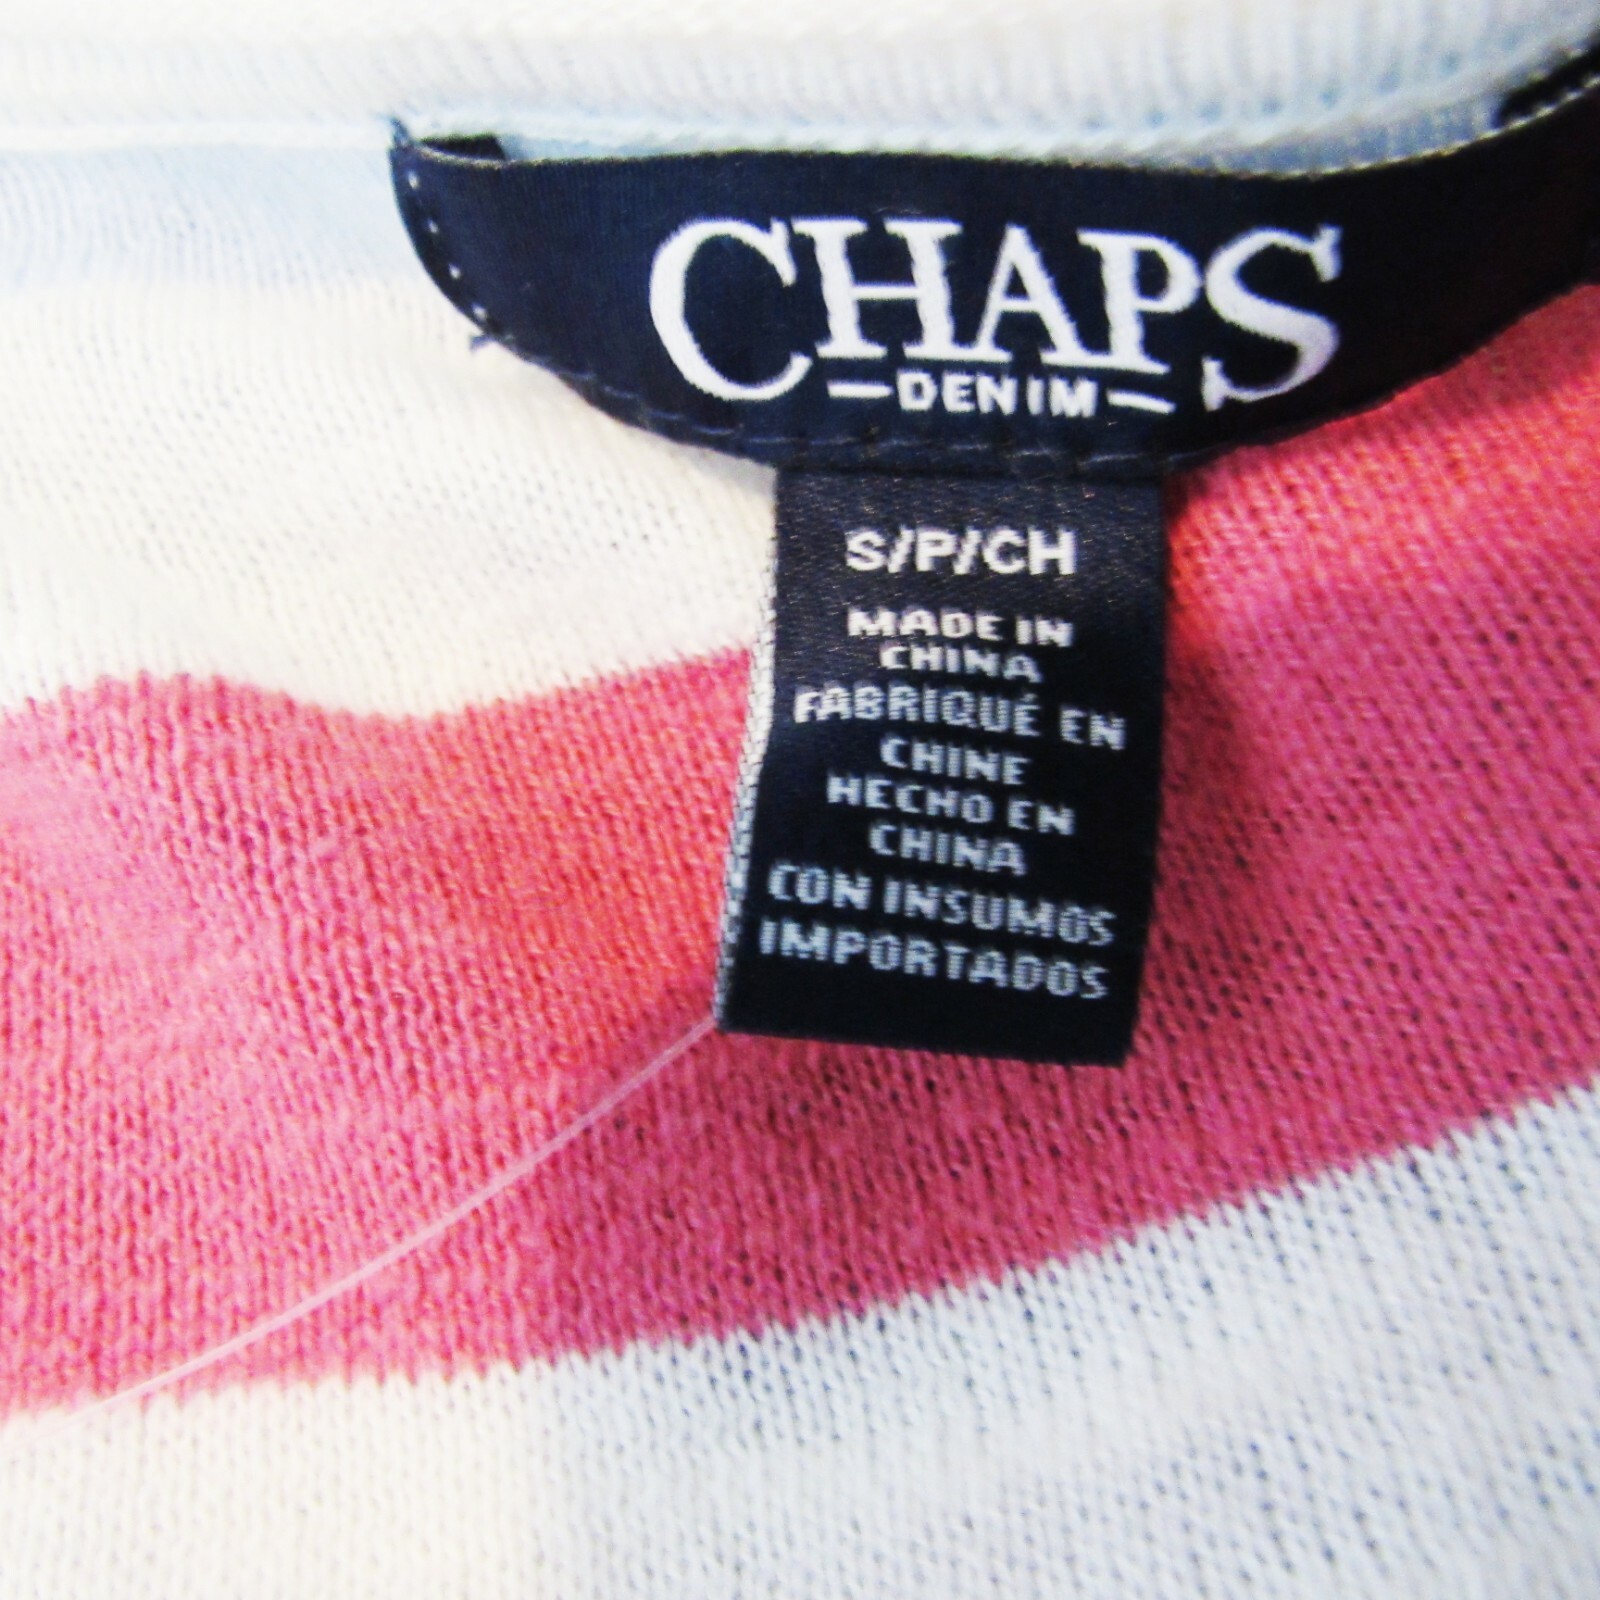 CHAPS
—DENIM—
S/P/CH
MADE IN
CHINA
FABRIQUÉ EN
CHINE
HECHO EN
CHINA
CON INSUMOS
IMPORTADOS